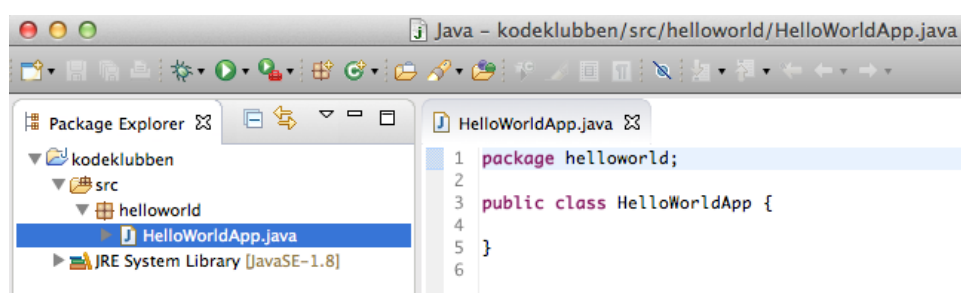 Java – kodeklubben/src/helloworld/HelloWorldApp.java
Package Explorer
kodeklubben
src
helloworld
HelloWorldApp.java
JRE System Library [JavaSE-1.8]
HelloWorldApp.java
1 package helloworld;
2
3 public class HelloWorldApp {
4
5 }
6